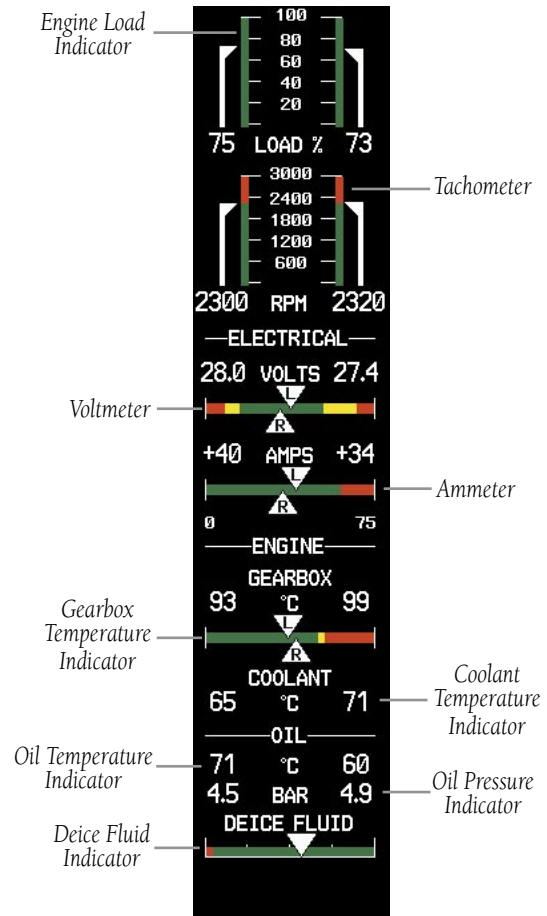 Engine Load
Indicator
100
80
60
40
20
75 LOAD % 73
3000
2400
1800
1200
600
Tachometer
2300 RPM 2320
ELECTRICAL
28.0 VOLTS 27.4
L
Voltmeter
R
+40 AMPS +34
L
Ammeter
R
0 75
ENGINE
GEARBOX
93 °C 99
L
Gearbox
Temperature
Indicator
R
COOLANT
65 °C 71
Coolant
Temperature
Indicator
OIL
Oil Temperature
Indicator
71 °C 60
4.5 BAR 4.9
Oil Pressure
Indicator
DEICE FLUID
Deice Fluid
Indicator